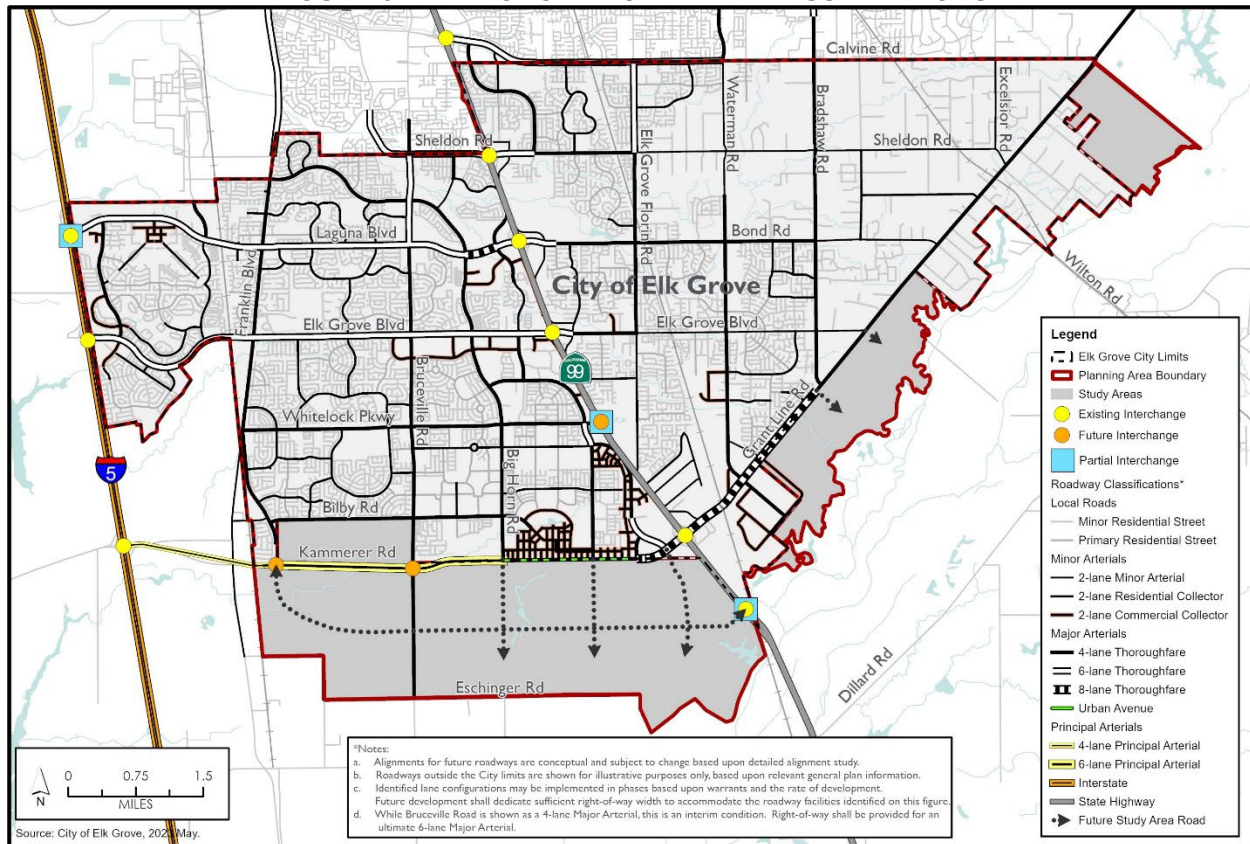 Calvine Rd
Excelsior Rd
Waterman Rd
Bradshaw Rd
Elk Grove Florin Rd
Sheldon Rd
Sheldon Rd
Laguna Blvd
Bond Rd
Franklin Blvd
City of Elk Grove
Wilton Rd
Elk Grove Blvd
Elk Grove Blvd
CALIFORNIA
99
Bruceville Rd
Whitelock Pkwy
Grant Line Rd
5
Big Horn Rd
Bilby Rd
Kammerer Rd
Dillard Rd
Eschinger Rd
Legend
Elk Grove City Limits
Planning Area Boundary
Study Areas
Existing Interchange
Future Interchange
Partial Interchange
Roadway Classifications*
Local Roads
Minor Residential Street
Primary Residential Street
Minor Arterials
2-lane Minor Arterial
2-lane Residential Collector
2-lane Commercial Collector
Major Arterials
4-lane Thoroughfare
6-lane Thoroughfare
8-lane Thoroughfare
Urban Avenue
Principal Arterials
4-lane Principal Arterial
6-lane Principal Arterial
Interstate
State Highway
Future Study Area Road
N
0 0.75 1.5
MILES
Source: City of Elk Grove, May.
*Notes:
a. Alignments for future roadways are conceptual and subject to change based upon detailed alignment study.
b. Roadways outside the City limits are shown for illustrative purposes only, based upon relevant general plan information.
c. Identified lane configurations may be implemented in phases based upon warrants and the rate of development.
Future development shall dedicate sufficient right-of-way width to accommodate the roadway facilities identified on this figure.
d. While Bruceville Road is shown as a 4-lane Major Arterial, this is an interim condition. Right-of-way shall be provided for an
ultimate 6-lane Major Arterial.